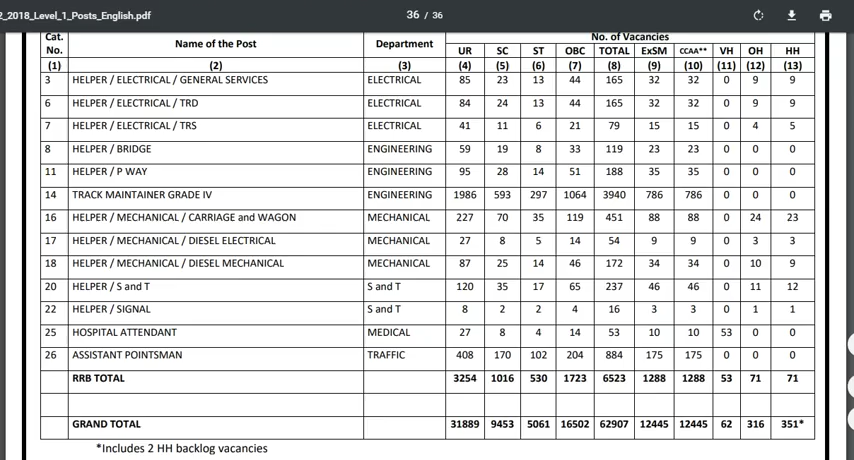 2_2018_Level_1_Posts_English.pdf
36 / 36
Cat. No. Name of the Post Department No. of Vacancies
UR SC ST OBC TOTAL ExSM CCAA** VH OH HH
(1) (2) (3) (4) (5) (6) (7) (8) (9) (10) (11) (12) (13)
3 HELPER / ELECTRICAL / GENERAL SERVICES ELECTRICAL 85 23 13 44 165 32 32 0 9 9
6 HELPER / ELECTRICAL / TRD ELECTRICAL 84 24 13 44 165 32 32 0 9 9
7 HELPER / ELECTRICAL / TRS ELECTRICAL 41 11 6 21 79 15 15 0 4 5
8 HELPER / BRIDGE ENGINEERING 59 19 8 33 119 23 23 0 0 0
11 HELPER / P WAY ENGINEERING 95 28 14 51 188 35 35 0 0 0
14 TRACK MAINTAINER GRADE IV ENGINEERING 1986 593 297 1064 3940 786 786 0 0 0
16 HELPER / MECHANICAL / CARRIAGE and WAGON MECHANICAL 227 70 35 119 451 88 88 0 24 23
17 HELPER / MECHANICAL / DIESEL ELECTRICAL MECHANICAL 27 8 5 14 54 9 9 0 3 3
18 HELPER / MECHANICAL / DIESEL MECHANICAL MECHANICAL 87 25 14 46 172 34 34 0 10 9
20 HELPER / S and T S and T 120 35 17 65 237 46 46 0 11 12
22 HELPER / SIGNAL S and T 8 2 2 4 16 3 3 0 1 1
25 HOSPITAL ATTENDANT MEDICAL 27 8 4 14 53 10 10 53 0 0
26 ASSISTANT POINTSMAN TRAFFIC 408 170 102 204 884 175 175 0 0 0
RRB TOTAL 3254 1016 530 1723 6523 1288 1288 53 71 71
GRAND TOTAL 31889 9453 5061 16502 62907 12445 12445 62 316 351*
*Includes 2 HH backlog vacancies